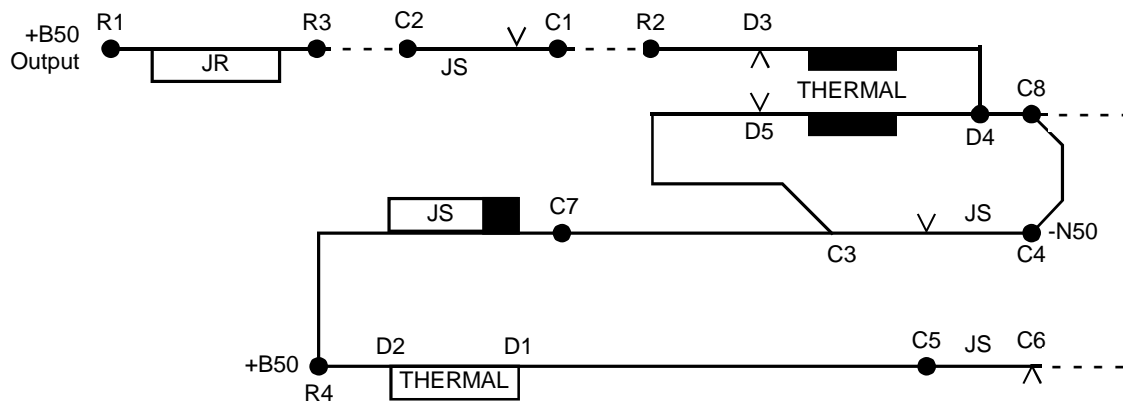 R1 R3 C2 C1 R2 D3
+B50
Output
JR JS
THERMAL C8
D5 D4
JS C7 JS
-N50
C3 C4
+B50 D2 D1 C5 JS C6
THERMAL
R4